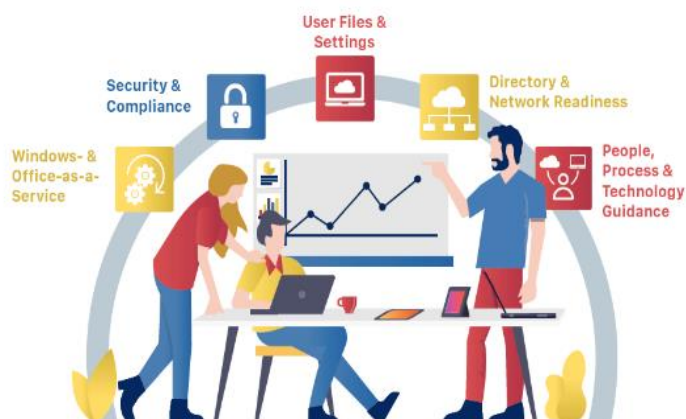 User Files &
Settings
Security &
Compliance
Directory &
Network Readiness
Windows- &
Office-as-a-
Service
People,
Process &
Technology
Guidance